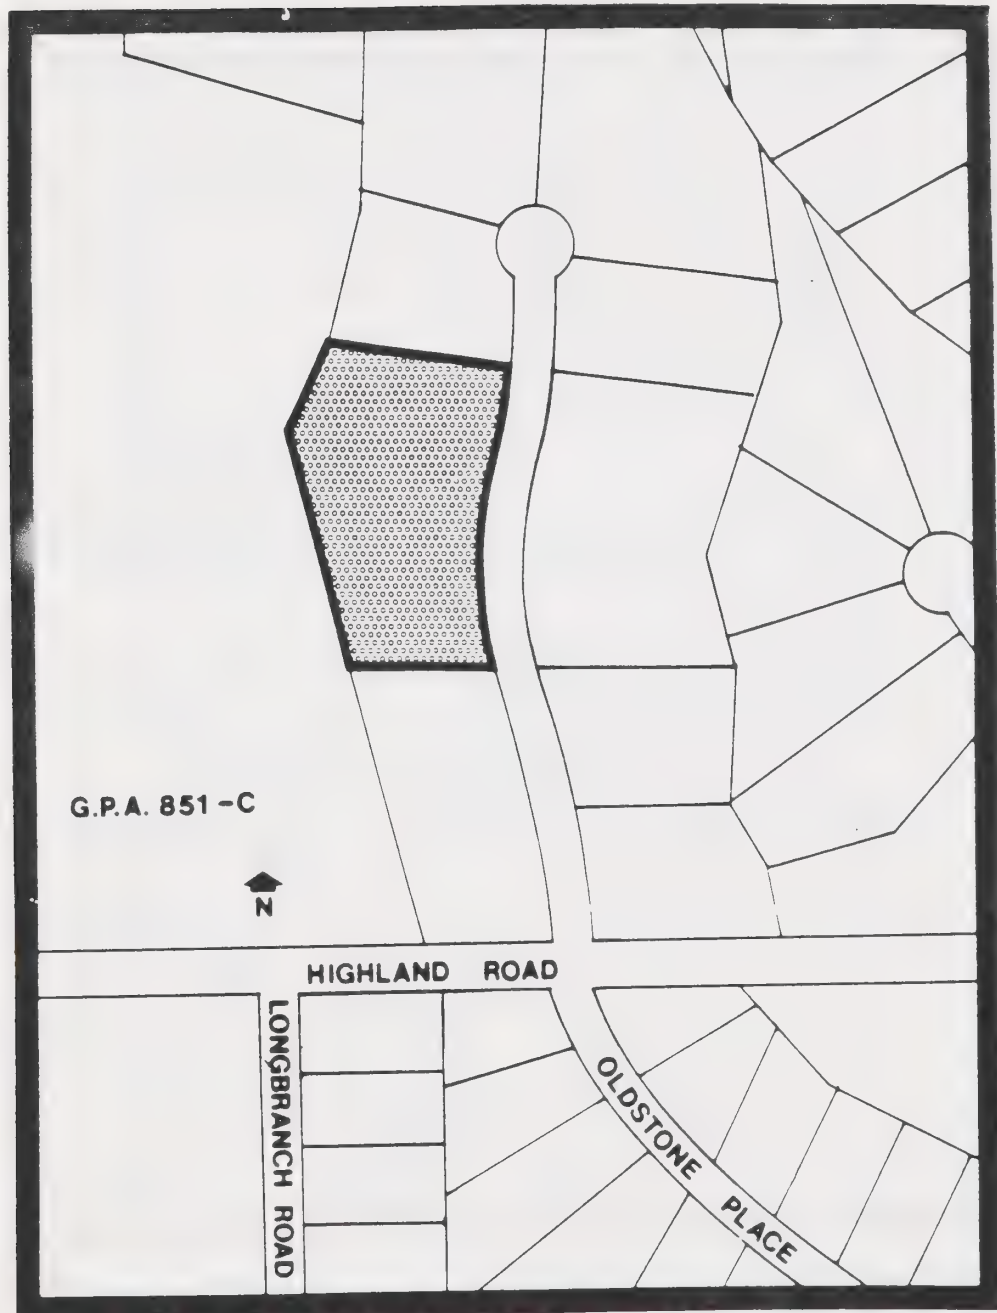 G.P.A. 851-C
N
HIGHLAND ROAD
LONGBRANCH ROAD
OLDSTONE PLACE